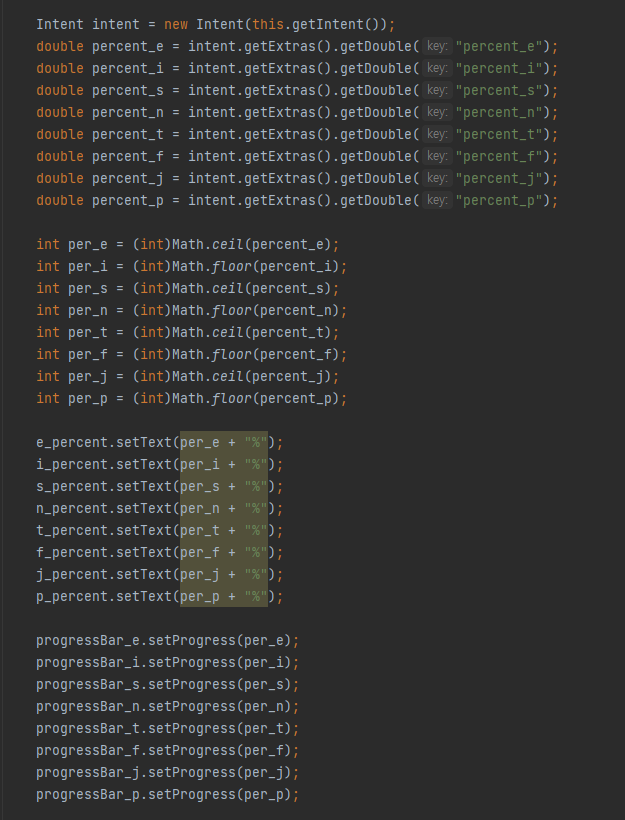 Intent intent = new Intent(this.getIntent());
double percent_e = intent.getExtras().getDouble( key: "percent_e");
double percent_i = intent.getExtras().getDouble( key: "percent_i");
double percent_s = intent.getExtras().getDouble( key: "percent_s");
double percent_n = intent.getExtras().getDouble( key: "percent_n");
double percent_t = intent.getExtras().getDouble( key: "percent_t");
double percent_f = intent.getExtras().getDouble( key: "percent_f");
double percent_j = intent.getExtras().getDouble( key: "percent_j");
double percent_p = intent.getExtras().getDouble( key: "percent_p");
int per_e = (int)Math.ceil(percent_e);
int per_i = (int)Math.floor(percent_i);
int per_s = (int)Math.ceil(percent_s);
int per_n = (int)Math.floor(percent_n);
int per_t = (int)Math.ceil(percent_t);
int per_f = (int)Math.floor(percent_f);
int per_j = (int)Math.ceil(percent_j);
int per_p = (int)Math.floor(percent_p);
e_percent.setText(per_e + "%");
i_percent.setText(per_i + "%");
s_percent.setText(per_s + "%");
n_percent.setText(per_n + "%");
t_percent.setText(per_t + "%");
f_percent.setText(per_f + "%");
j_percent.setText(per_j + "%");
p_percent.setText(per_p + "%");
progressBar_e.setProgress(per_e);
progressBar_i.setProgress(per_i);
progressBar_s.setProgress(per_s);
progressBar_n.setProgress(per_n);
progressBar_t.setProgress(per_t);
progressBar_f.setProgress(per_f);
progressBar_j.setProgress(per_j);
progressBar_p.setProgress(per_p);